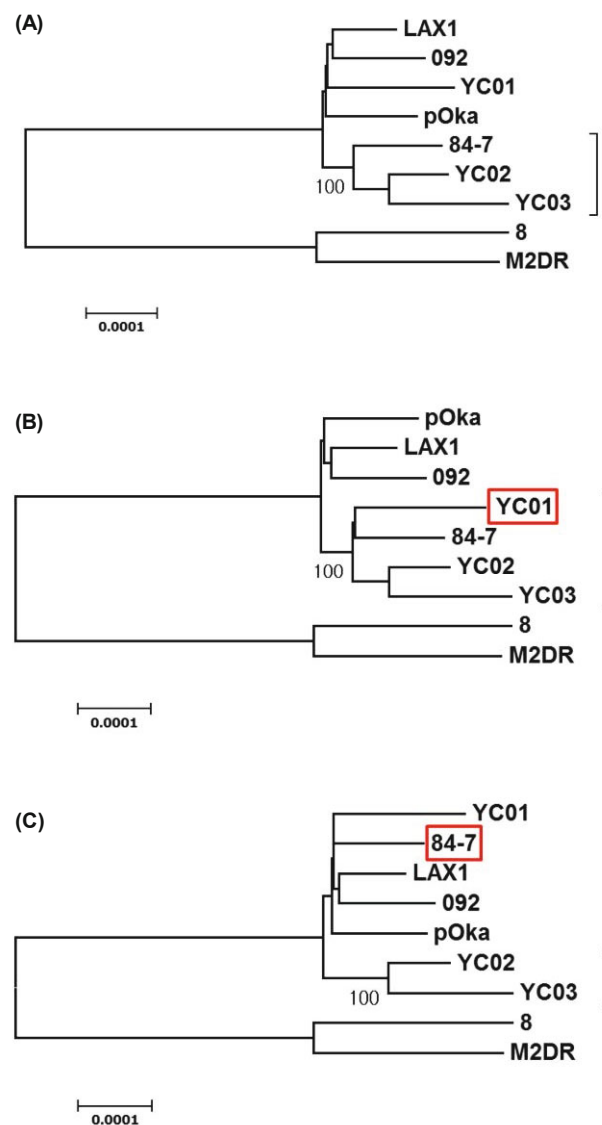 (A)
LAX1
092
YC01
pOka
84-7
YC02
100
YC03
8
M2DR
0.0001
(B)
pOka
LAX1
092
YC01
84-7
YC02
100
YC03
8
M2DR
0.0001
(C)
YC01
84-7
LAX1
092
pOka
YC02
100
YC03
8
M2DR
0.0001